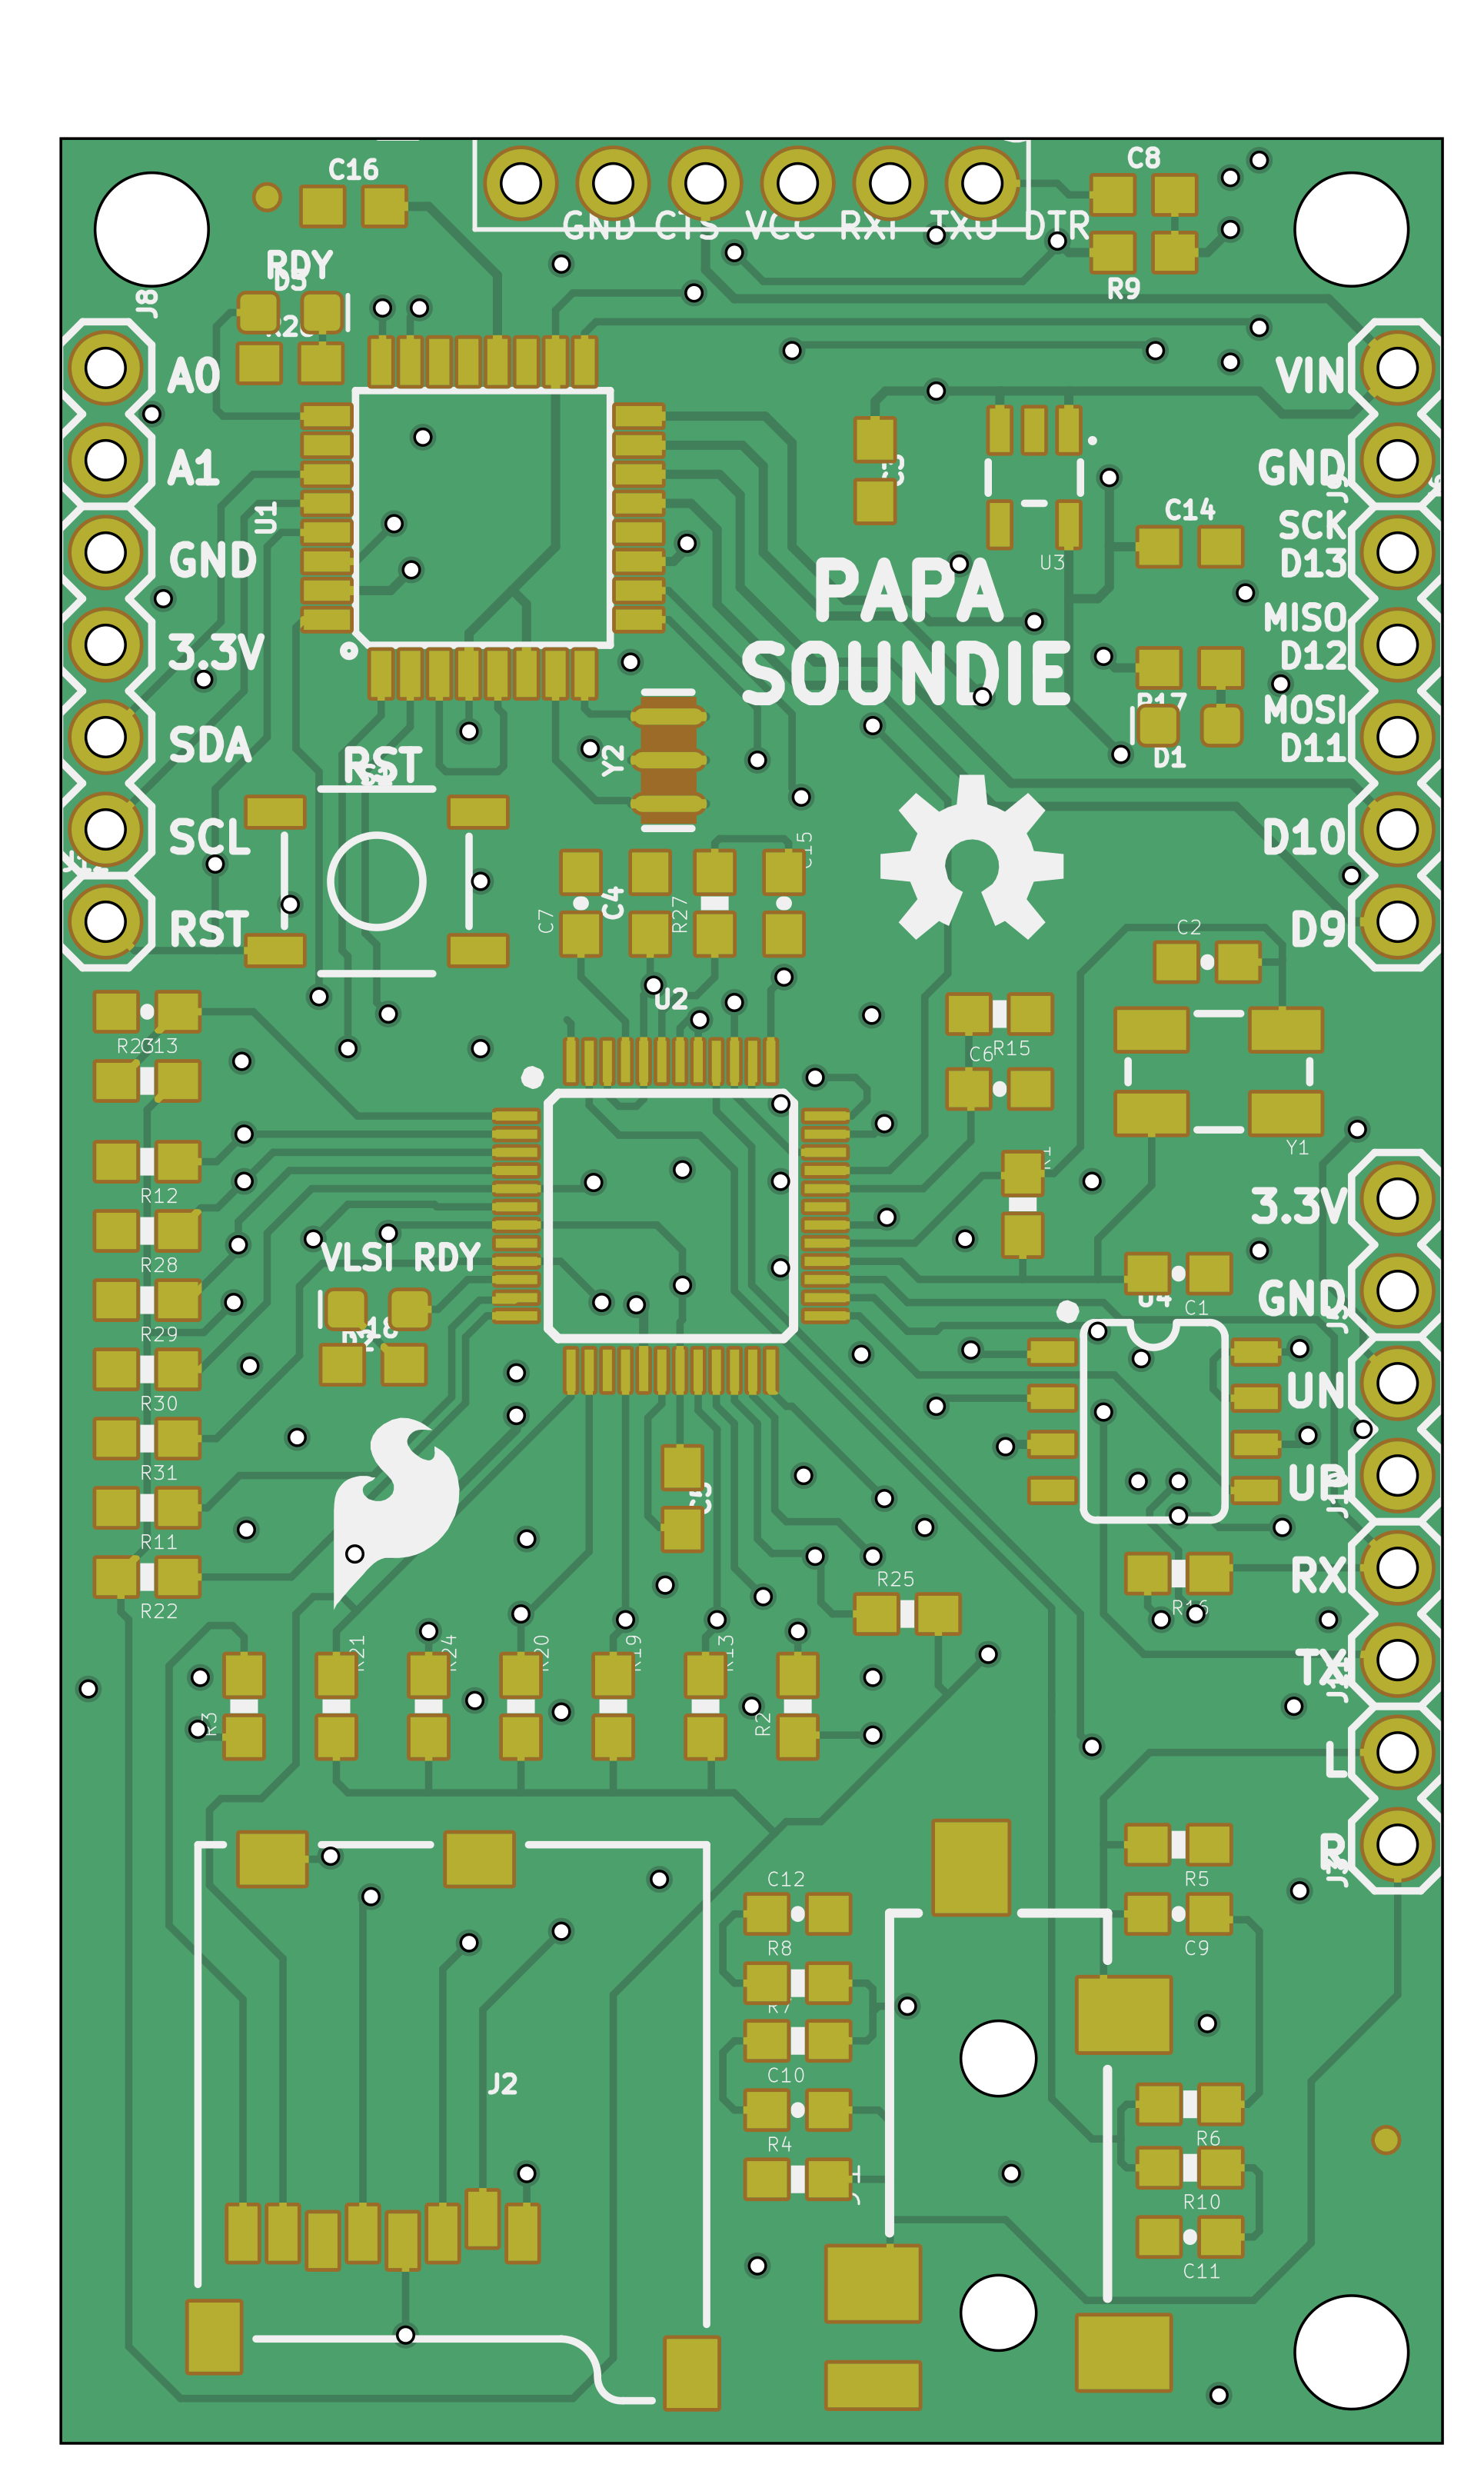 C16
C8
GND CTS VCC RXI TXO DTR
RDY
D3
J8
R9
A0
VIN
A1
GND
U1
C14
SCK
D13
U3
GND
PAPA
MISO
D12
3.3V
SOUNDIE
R17
MOSI
D11
D1
SDA
RST
Y2
SCL
D10
C15
C4
C7
R27
RST
D9
C2
U2
R23
C13
C6
R15
Y1
R12
3.3V
VLSI RDY
R28
GND
U4
C1
R18
R29
UN
R30
R31
UP
C5
R11
RX
R25
R22
R16
R21
R24
R20
R19
R13
TX
R3
R2
L
R
R5
C12
R8
C9
R7
J2
C10
R4
R6
R10
C11